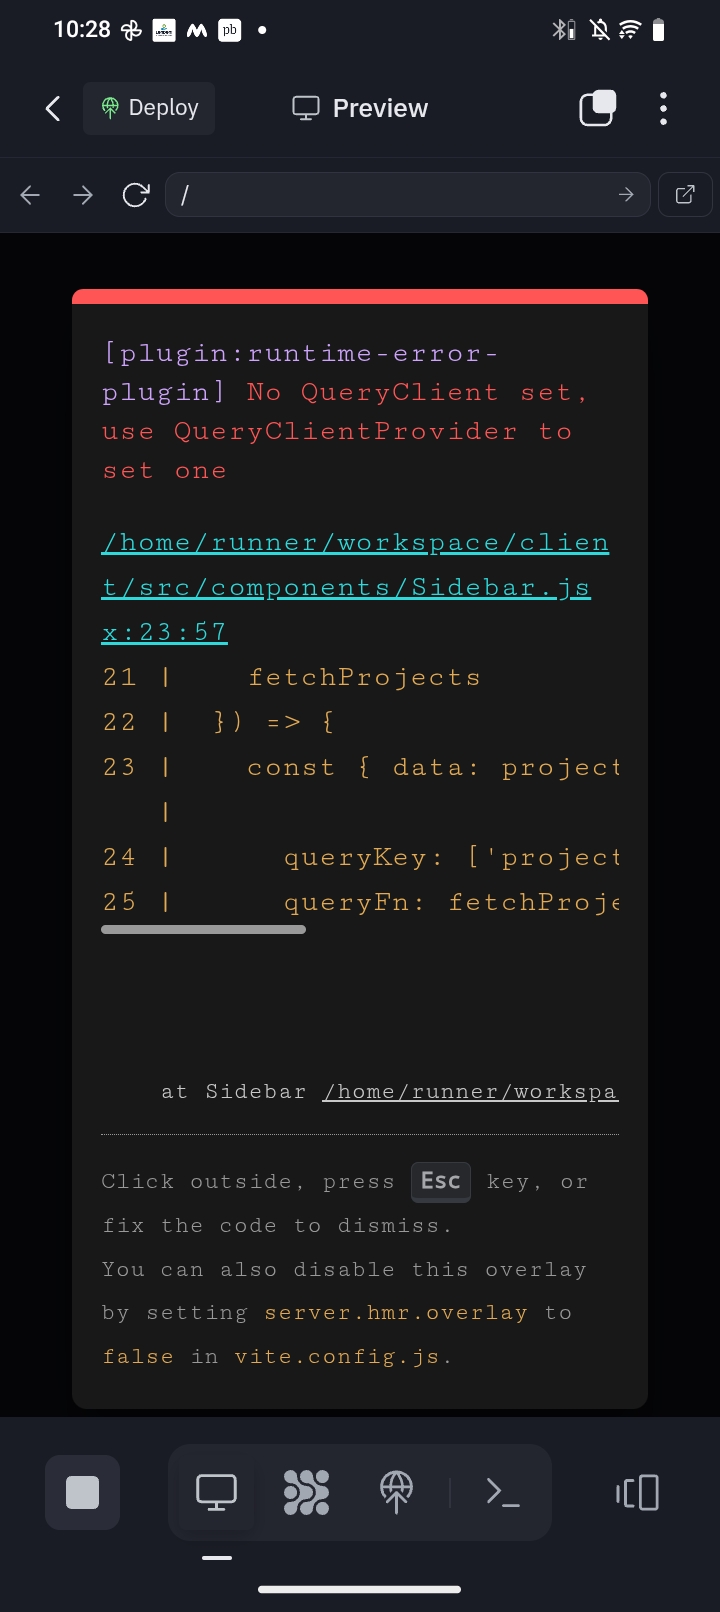 10:28
pb
Deploy
Preview
/
[plugin:runtime-error-
plugin] No QueryClient set,
use QueryClientProvider to
set one
/home/runner/workspace/clien
t/src/components/Sidebar.js
x:23:57
21 |    fetchProjects
22 |  }) => {
23 |    const { data: project
|
24 |      queryKey: ['project
25 |      queryFn: fetchProje
at Sidebar /home/runner/workspa
Click outside, press Esc key, or
fix the code to dismiss.
You can also disable this overlay
by setting server.hmr.overlay to
false in vite.config.js.